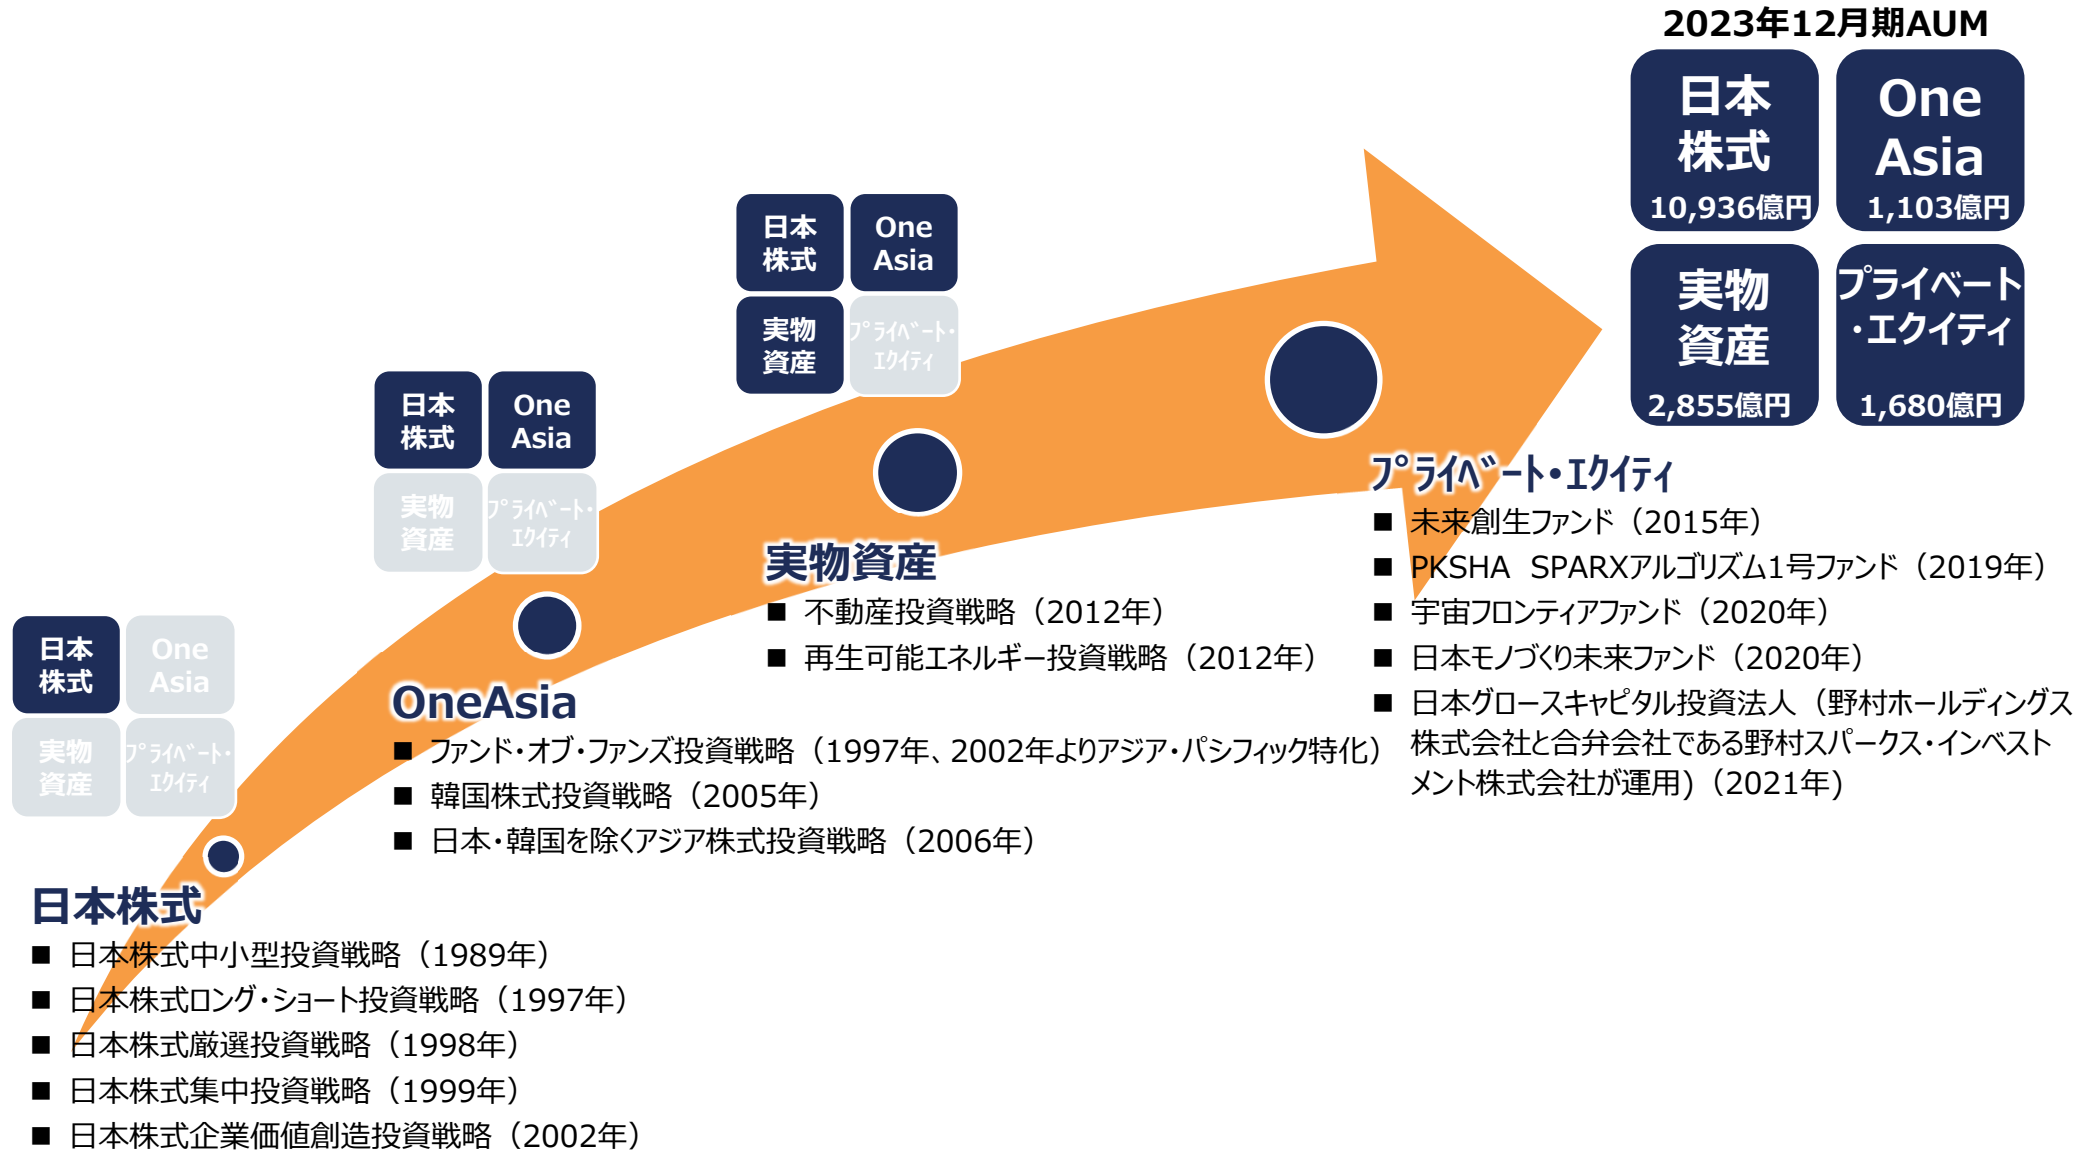 2023年12月期AUM
日本
株式
10,936億円
One
Asia
1,103億円
実物
資産
2,855億円
プライベート
・エクイティ
1,680億円
日本
株式
One
Asia
実物
資産
プライベート・
エクイティ
日本
株式
One
Asia
実物
資産
プライベート・
エクイティ
日本
株式
One
Asia
実物
資産
プライベート・
エクイティ
プライベート・エクイティ
■ 未来創生ファンド（2015年）
■ PKSHA　SPARXアルゴリズム1号ファンド（2019年）
■ 宇宙フロンティアファンド（2020年）
■ 日本モノづくり未来ファンド（2020年）
■ 日本グロースキャピタル投資法人（野村ホールディングス
株式会社と合弁会社である野村スパークス・インベスト
メント株式会社が運用)（2021年)
実物資産
■ 不動産投資戦略（2012年）
■ 再生可能エネルギー投資戦略（2012年）
OneAsia
■ ファンド・オブ・ファンズ投資戦略（1997年、2002年よりアジア・パシフィック特化）
■ 韓国株式投資戦略（2005年）
■ 日本・韓国を除くアジア株式投資戦略（2006年）
日本株式
■ 日本株式中小型投資戦略（1989年）
■ 日本株式ロング・ショート投資戦略（1997年）
■ 日本株式厳選投資戦略（1998年）
■ 日本株式集中投資戦略（1999年）
■ 日本株式企業価値創造投資戦略（2002年）